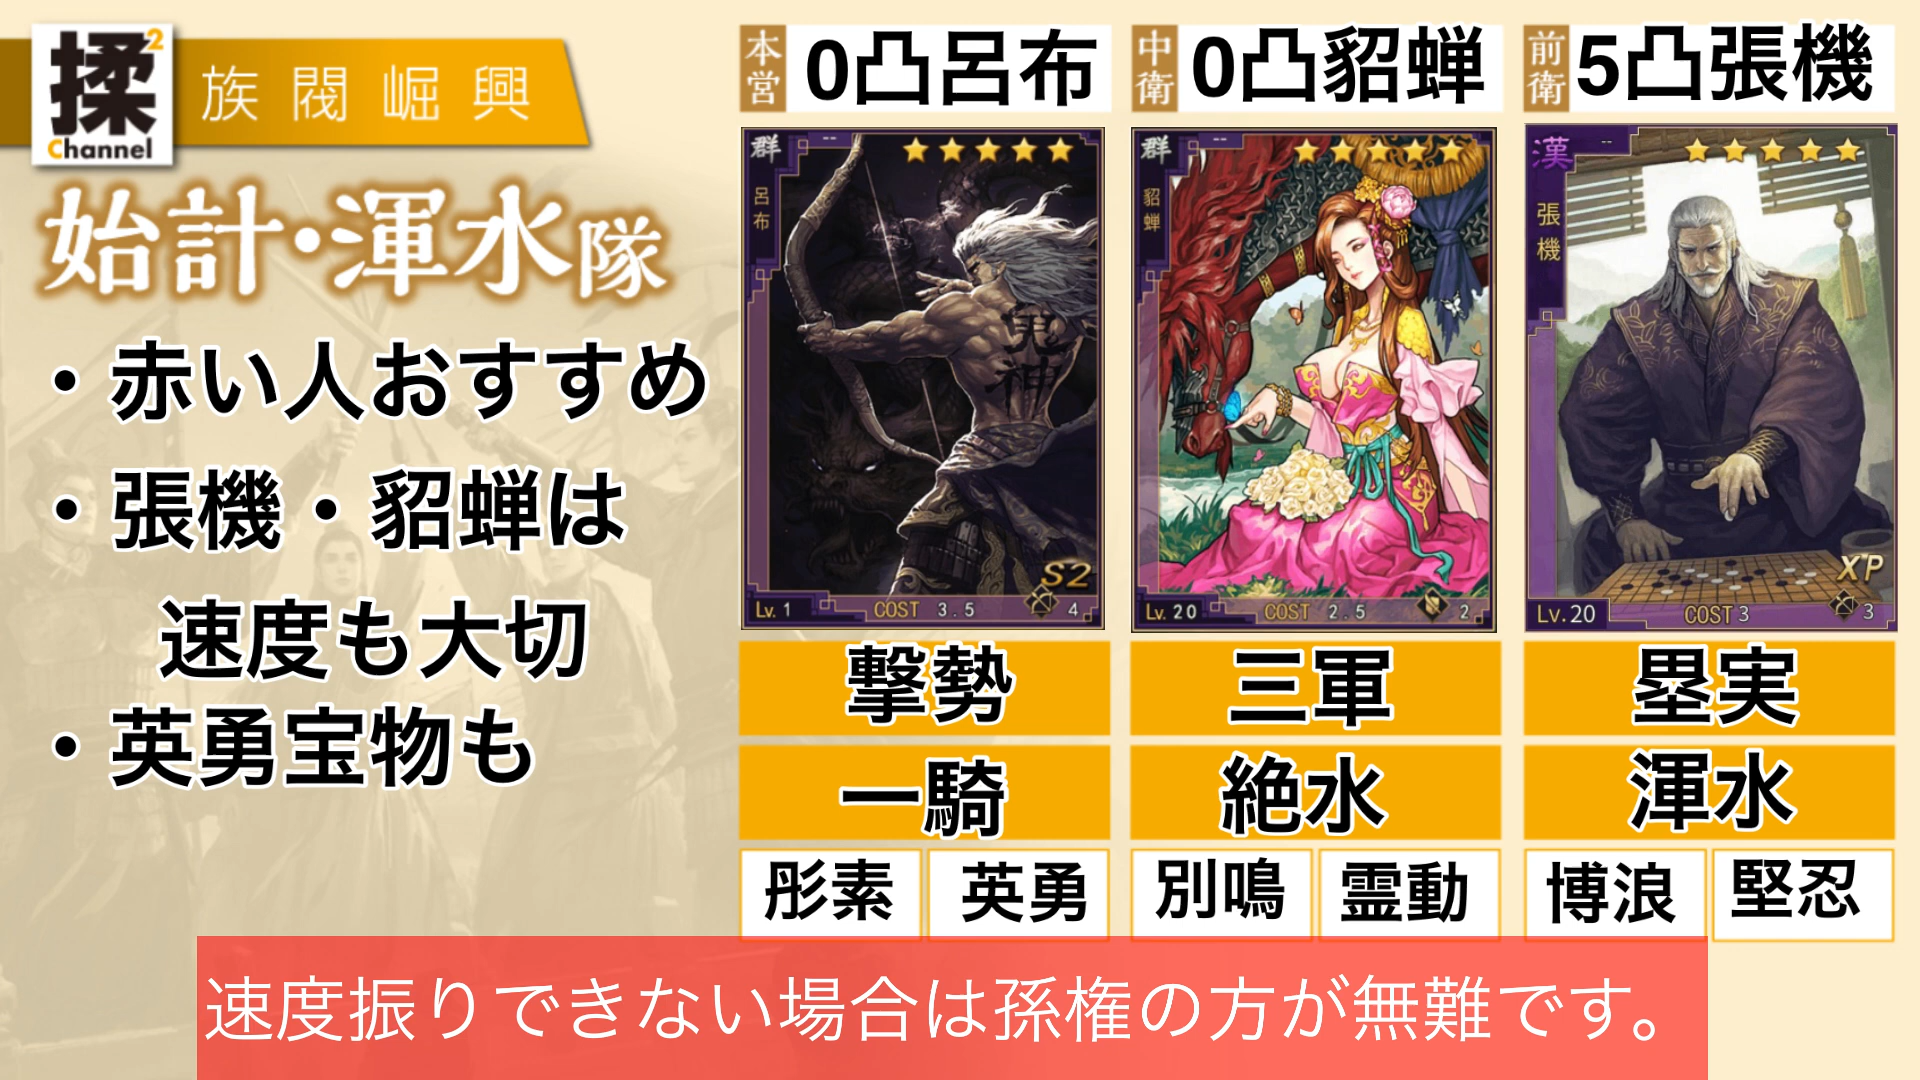 揉2
Channel
族閥崛興
始計・渾水隊
・赤い人おすすめ
・張機・貂蝉は
速度も大切
・英勇宝物も
本営
0凸呂布
中衛
0凸貂蝉
前衛
5凸張機
群
--
呂布
鬼神
S2
Lv.1
COST 3.5
4
群
--
貂蝉
Lv.20
COST 2.5
2
漢
--
張機
XP
Lv.20
COST 3
3
撃勢
三軍
塁実
一騎
絶水
渾水
彤素
英勇
別鳴
霊動
博浪
堅忍
速度振りできない場合は孫権の方が無難です。